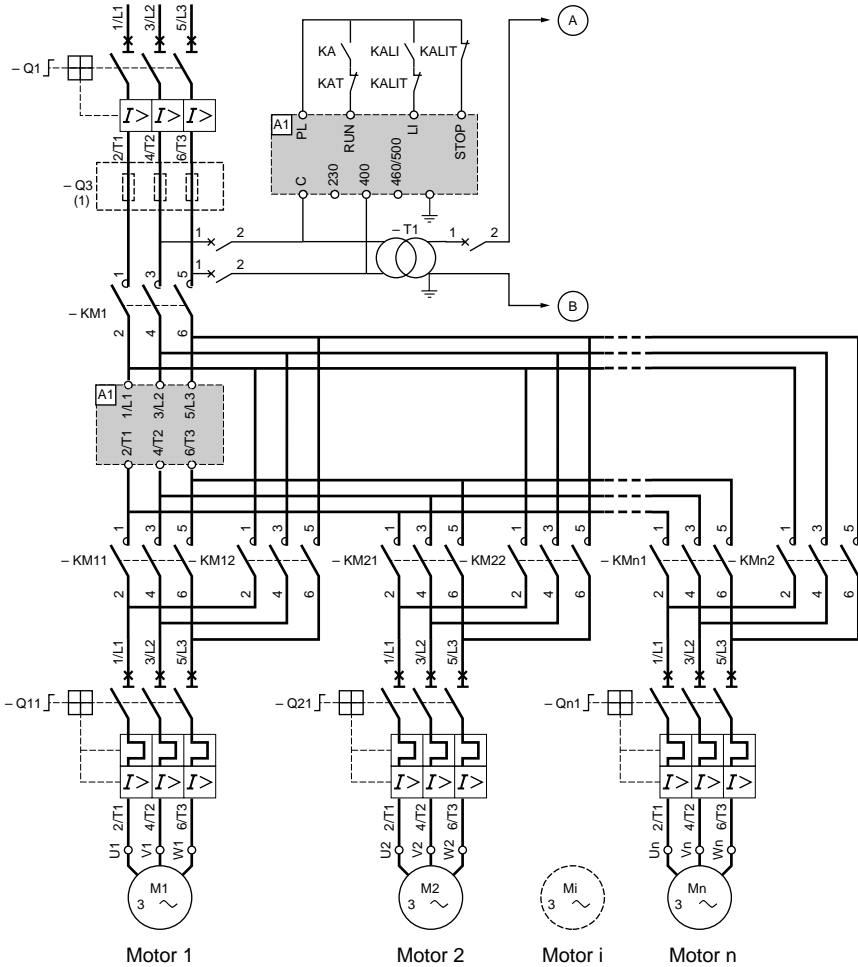 1/L1 3/L2 5/L3
– Q1
I> I> I>
2/T1 4/T2 6/T3
– Q3
(1)
KA KALI KALIT
KAT KALIT
A
A1 PL RUN LI STOP
C 230 400 460/500
1 2 – T1 1 2
1 2
B
1 3 5
– KM1
2 4 6
A1 1/L1 3/L2 5/L3
2/T1 4/T2 6/T3
1 3 5 1 3 5 1 3 5 1 3 5 1 3 5 1 3 5
– KM11 – KM12 – KM21 – KM22 – KMn1 – KMn2
2 4 6 2 4 6 2 4 6 2 4 6 2 4 6 2 4 6
1/L1 3/L2 5/L3 1/L1 3/L2 5/L3 1/L1 3/L2 5/L3
– Q11 – Q21 – Qn1
I> I> I> I> I> I> I> I> I>
2/T1 4/T2 6/T3 2/T1 4/T2 6/T3 2/T1 4/T2 6/T3
U1 V1 W1 U2 V2 W2 Un Vn Wn
M1 M2 Mi Mn
3 ~ 3 ~ 3 ~ 3 ~
Motor 1 Motor 2 Motor i Motor n